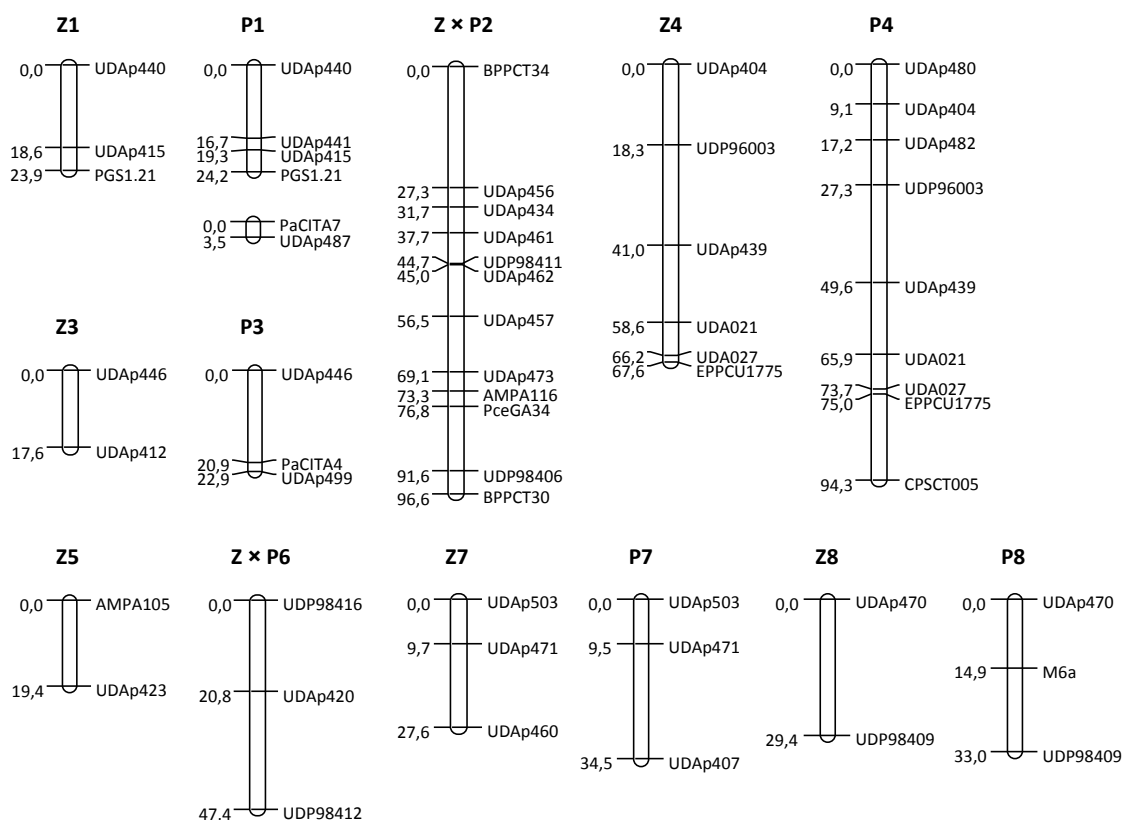 Z1
0,0 UDAp440
18,6 UDAp415
23,9 PGS1.21
P1
0,0 UDAp440
16,7 UDAp441
19,3 UDAp415
24,2 PGS1.21
0,0 PaCITA7
3,5 UDAp487
Z × P2
0,0 BPPCT34
27,3 UDAp456
31,7 UDAp434
37,7 UDAp461
44,7 UDP98411
45,0 UDAp462
56,5 UDAp457
69,1 UDAp473
73,3 AMPA116
76,8 PceGA34
91,6 UDP98406
96,6 BPPCT30
Z4
0,0 UDAp404
18,3 UDP96003
41,0 UDAp439
58,6 UDA021
66,2 UDA027
67,6 EPPCU1775
P4
0,0 UDAp480
9,1 UDAp404
17,2 UDAp482
27,3 UDP96003
49,6 UDAp439
65,9 UDA021
73,7 UDA027
75,0 EPPCU1775
94,3 CPSCT005
Z3
0,0 UDAp446
17,6 UDAp412
P3
0,0 UDAp446
20,9 PaCITA4
22,9 UDAp499
Z5
0,0 AMPA105
19,4 UDAp423
Z × P6
0,0 UDP98416
20,8 UDAp420
47,4 UDP98412
Z7
0,0 UDAp503
9,7 UDAp471
27,6 UDAp460
P7
0,0 UDAp503
9,5 UDAp471
34,5 UDAp407
Z8
0,0 UDAp470
29,4 UDP98409
P8
0,0 UDAp470
14,9 M6a
33,0 UDP98409